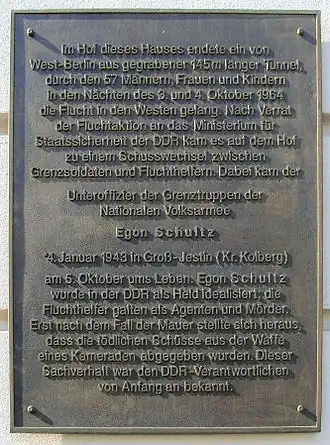 Im Hof dieses Hauses endete ein von
West-Berlin aus gegrabener 145m langer Tunnel,
durch den 57 Männern, Frauen und Kindern
in den Nächten des 3. und 4. Oktober 1964
die Flucht in den Westen gelang. Nach Verrat
der Fluchtaktion an das Ministerium für
Staatssicherheit der DDR kam es auf dem Hof
zu einem Schusswechsel zwischen
Grenzsoldaten und Fluchthelfern. Dabei kam der
Unteroffizier der Grenztruppen der
Nationalen Volksarmee
Egon Schultz
*4. Januar 1943 in Groß-Jestin (Kr. Kolberg)
am 5. Oktober ums Leben. Egon Schultz
wurde in der DDR als Held idealisiert; die
Fluchthelfer galten als Agenten und Mörder.
Erst nach dem Fall der Mauer stellte sich heraus,
dass die tödlichen Schüsse aus der Waffe
eines Kameraden abgegeben wurden. Dieser
Sachverhalt war den DDR-Verantwortlichen
von Anfang an bekannt.